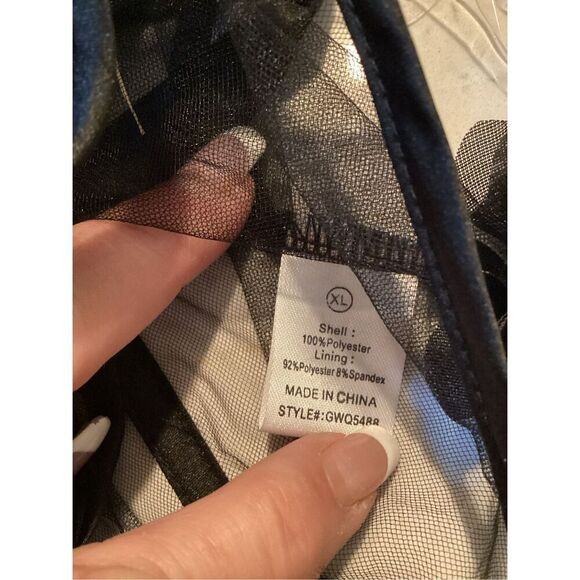 XL
Shell :
100%Polyester
Lining :
92%Polyester 8%Spandex
MADE IN CHINA
STYLE#:GWQ5488